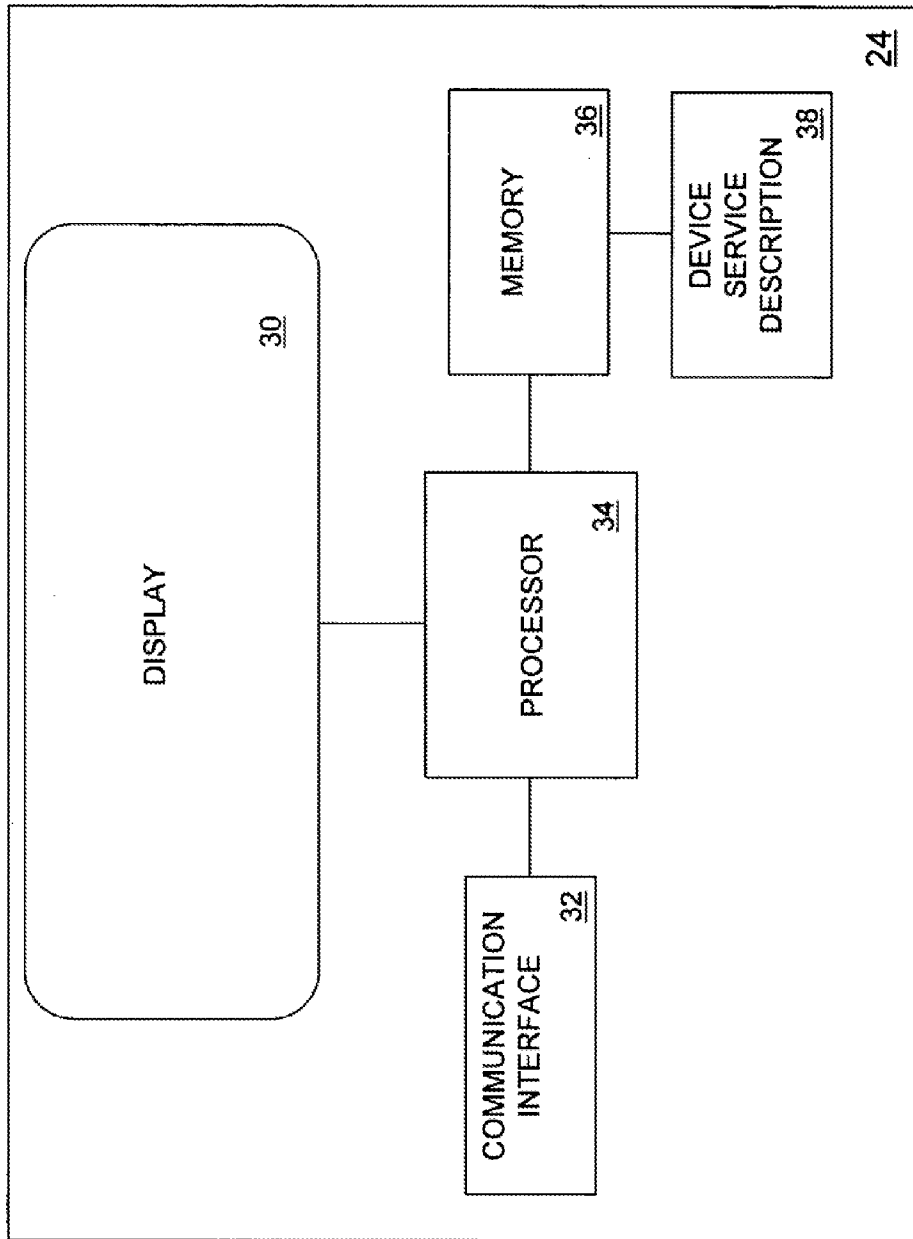 DISPLAY
30
COMMUNICATION
INTERFACE
32
PROCESSOR
34
MEMORY
36
DEVICE
SERVICE
DESCRIPTION
38
24